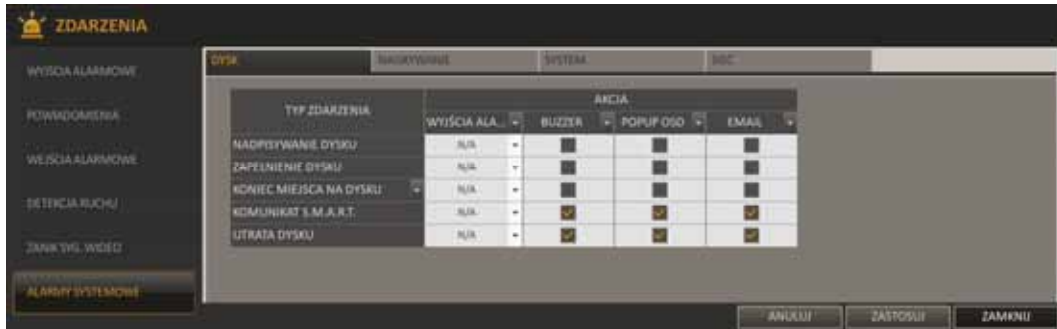 ZDARZENIA
WYJŚCIA ALARMOWE
POWIADOMIENIA
WEJŚCIA ALARMOWE
DETEKCJA RUCHU
ZANIK SYG. WIDEO
ALARMY SYSTEMOWE
DYSK
NAGRYWANIE
SYSTEM
TYP ZDARZENIA
AKCJA
WYJŚCIA ALA...
BUZZER
POPUP OSD
EMAIL
NADPISYWANIE DYSKU N/A
ZAPEŁNIENIE DYSKU N/A
KONIEC MIEJSCA NA DYSKU N/A
KOMUNIKAT S.M.A.R.T. N/A
UTRATA DYSKU N/A
ANULUJ
ZASTOSUJ
ZAMKNIJ